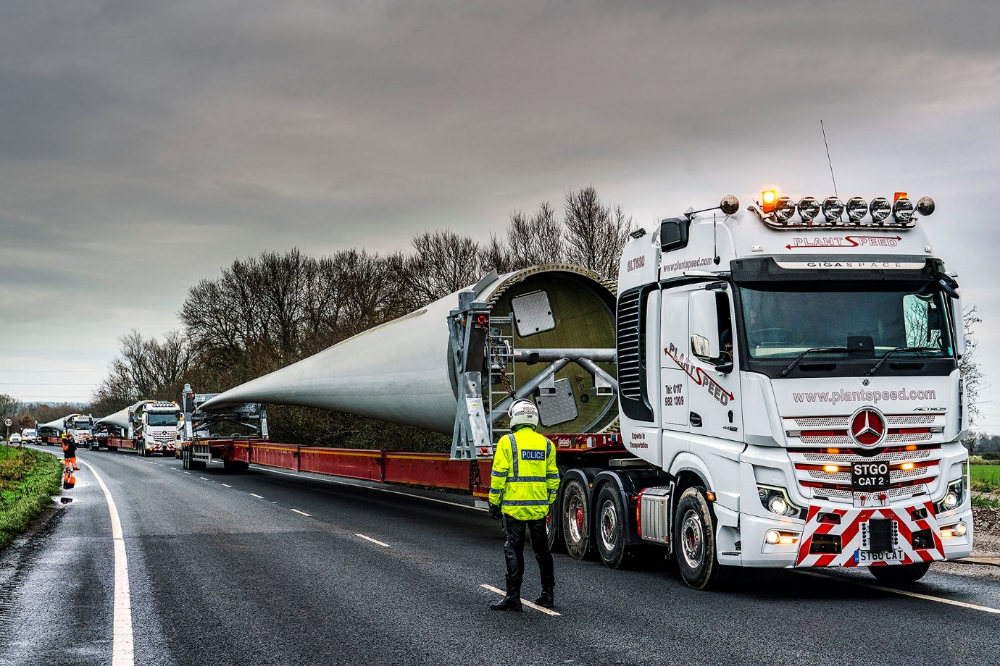 PLANTSPEED
GIGASPACE
SLT630
www.plantspeed.com
PLANTSPEED
Tel: 0117
982 1309
Experts in
Transportation
www.plantspeed.com
ACTROS
STGO
CAT 2
ST60 CAT
POLICE
50